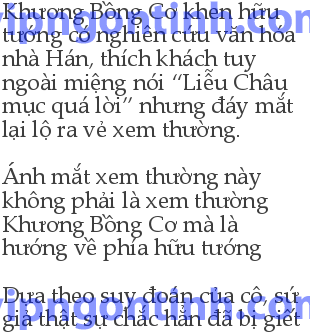 Khương Bồng Cơ khen hữu
tướng có nghiên cứu văn hóa
nhà Hán, thích khách tuy
ngoài miệng nói “Liễu Châu
mục quá lời” nhưng đáy mắt
lại lộ ra vẻ xem thường.
Ánh mắt xem thường này
không phải là xem thường
Khương Bồng Cơ mà là
hướng về phía hữu tướng
Dựa theo suy đoán của cô, sứ
giả thật sự chắc hẳn đã bị giết